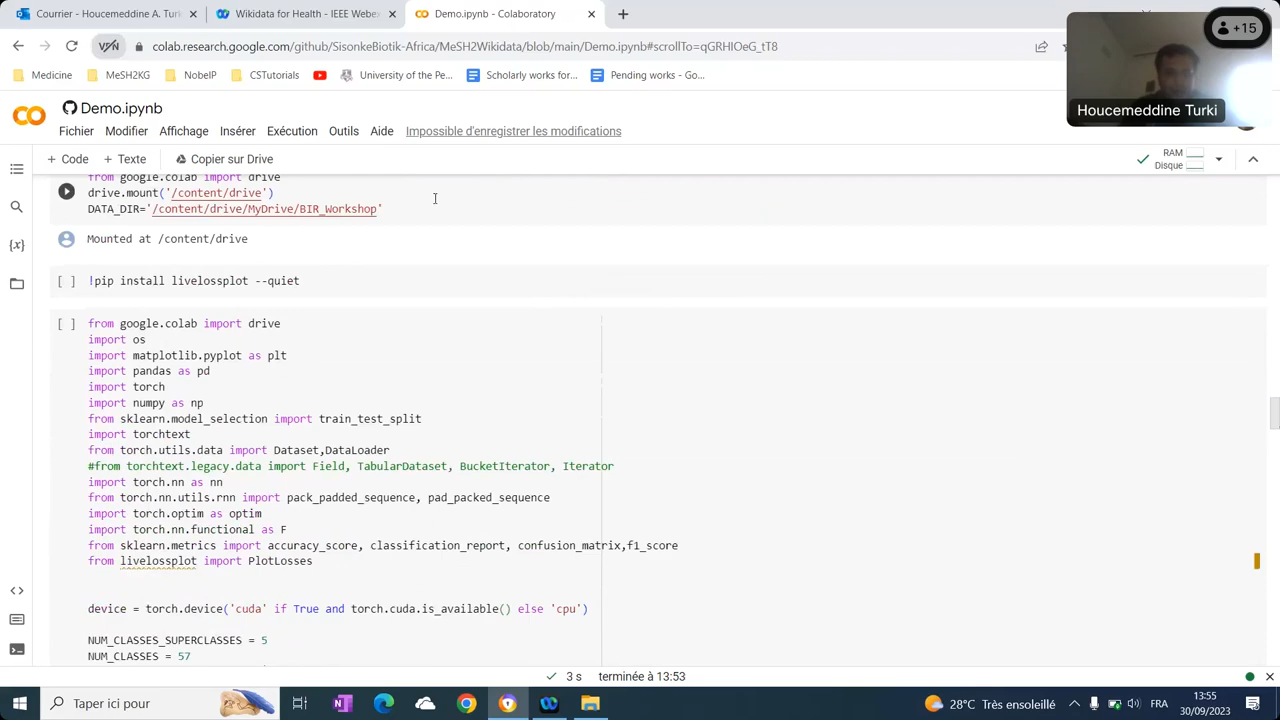 Courrier - Houcemeddine A. Turk
Wikidata for Health - IEEE Webex
Demo.ipynb - Colaboratory
+15
VPN
colab.research.google.com/github/SisonkeBiotik-Africa/MeSH2Wikidata/blob/main/Demo.ipynb#scrollTo=qGRHIOeG_tT8
Medicine
MeSH2KG
NobelP
CSTutorials
University of the Pe...
Scholarly works for...
Pending works - Go...
Houcemeddine Turki
Demo.ipynb
Fichier Modifier Affichage Insérer Exécution Outils Aide Impossible d'enregistrer les modifications
+ Code + Texte Copier sur Drive
RAM
Disque
from google.colab import drive
drive.mount('/content/drive')
DATA_DIR='/content/drive/MyDrive/BIR_Workshop'
Mounted at /content/drive
[ ] !pip install livelossplot --quiet
[ ] from google.colab import drive
import os
import matplotlib.pyplot as plt
import pandas as pd
import torch
import numpy as np
from sklearn.model_selection import train_test_split
import torchtext
from torch.utils.data import Dataset,DataLoader
#from torchtext.legacy.data import Field, TabularDataset, BucketIterator, Iterator
import torch.nn as nn
from torch.nn.utils.rnn import pack_padded_sequence, pad_packed_sequence
import torch.optim as optim
import torch.nn.functional as F
from sklearn.metrics import accuracy_score, classification_report, confusion_matrix,f1_score
from livelossplot import PlotLosses
device = torch.device('cuda' if True and torch.cuda.is_available() else 'cpu')
NUM_CLASSES_SUPERCLASSES = 5
NUM_CLASSES = 57
3 s terminée à 13:53
Taper ici pour
28°C Très ensoleillé
FRA
13:55
30/09/2023